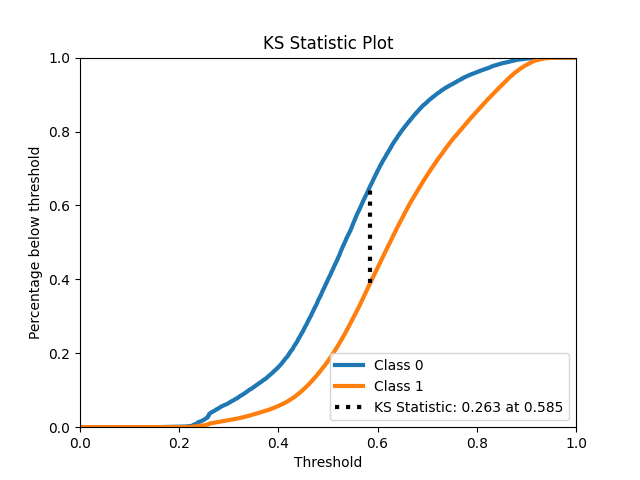 KS Statistic Plot
Percentage below threshold
1.0
0.8
0.6
0.4
0.2
0.0
Class 0
Class 1
KS Statistic: 0.263 at 0.585
0.0 0.2 0.4 0.6 0.8 1.0
Threshold